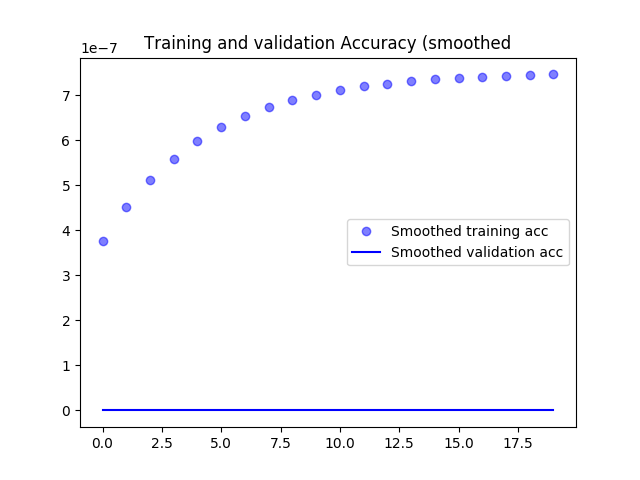 Training and validation Accuracy (smoothed
1e−7
7
6
5
4
3
2
1
0
Smoothed training acc
Smoothed validation acc
0.0 2.5 5.0 7.5 10.0 12.5 15.0 17.5